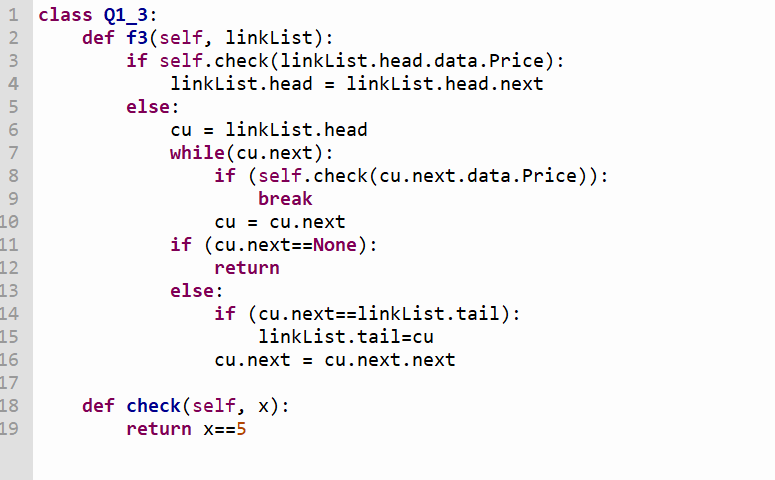 1 class Q1_3:
2     def f3(self, linkList):
3         if self.check(linkList.head.data.Price):
4             linkList.head = linkList.head.next
5         else:
6             cu = linkList.head
7             while(cu.next):
8                 if (self.check(cu.next.data.Price)):
9                     break
10                 cu = cu.next
11             if (cu.next==None):
12                 return
13             else:
14                 if (cu.next==linkList.tail):
15                     linkList.tail=cu
16                 cu.next = cu.next.next
17
18     def check(self, x):
19         return x==5